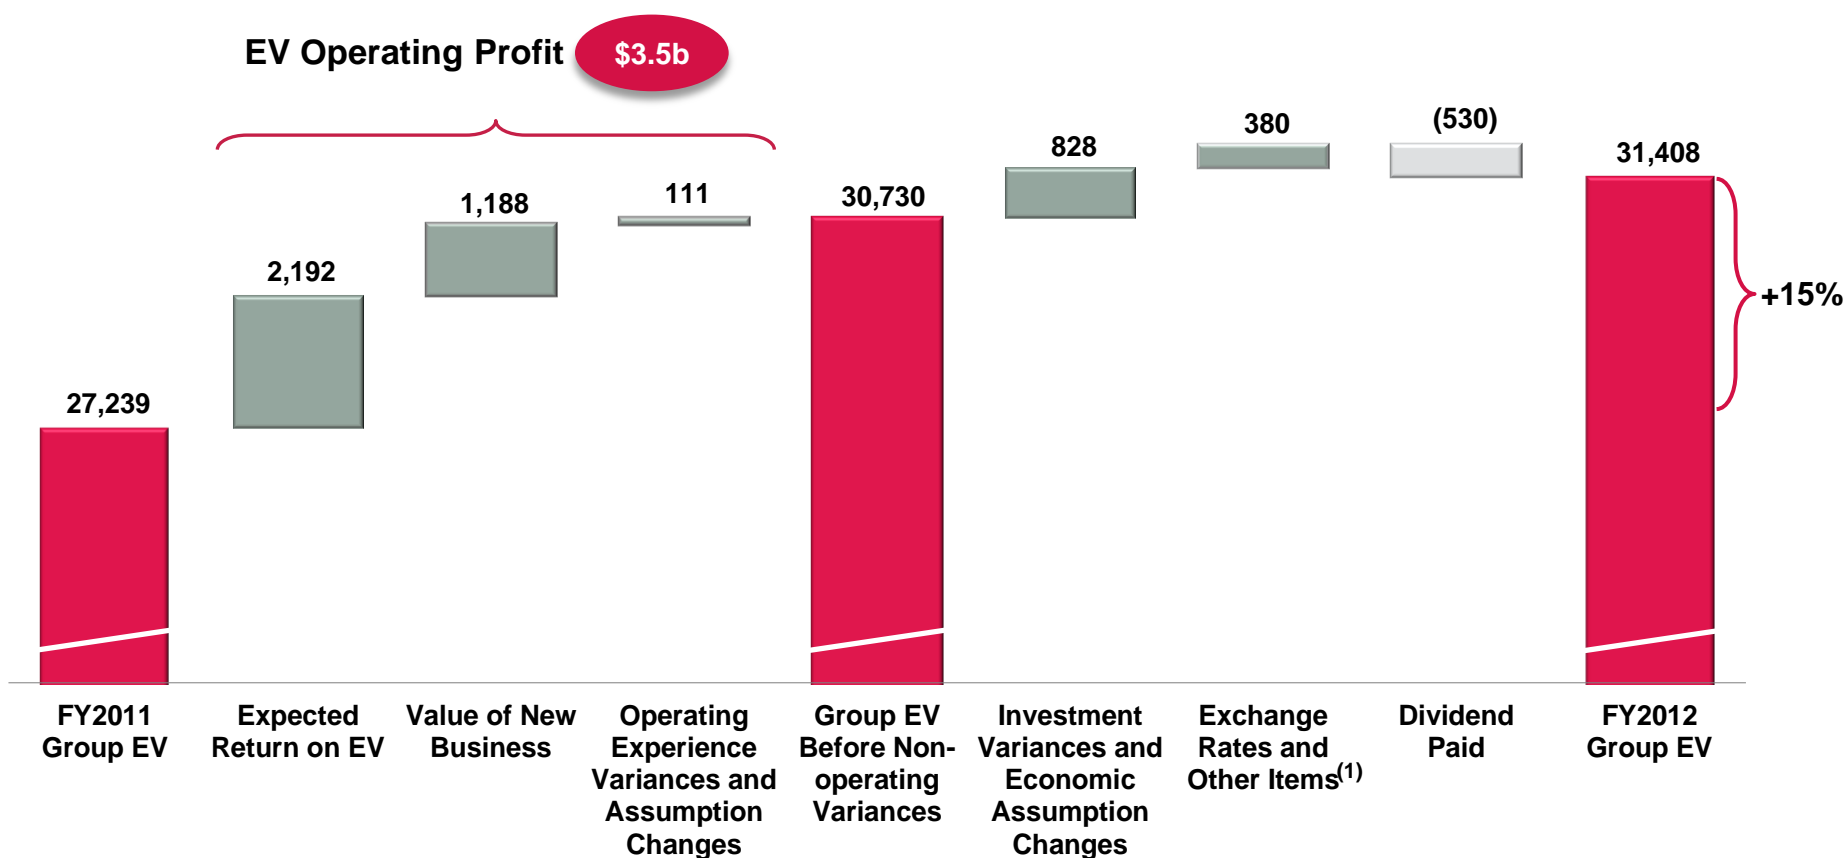 EV Operating Profit $3.5b
27,239
2,192
1,188
111
30,730
828
380
(530)
31,408
+15%
FY2011
Group EV
Expected
Return on EV
Value of New
Business
Operating
Experience
Variances and
Assumption
Changes
Group EV
Before Non-
operating
Variances
Investment
Variances and
Economic
Assumption
Changes
Exchange
Rates and
Other Items(1)
Dividend
Paid
FY2012
Group EV